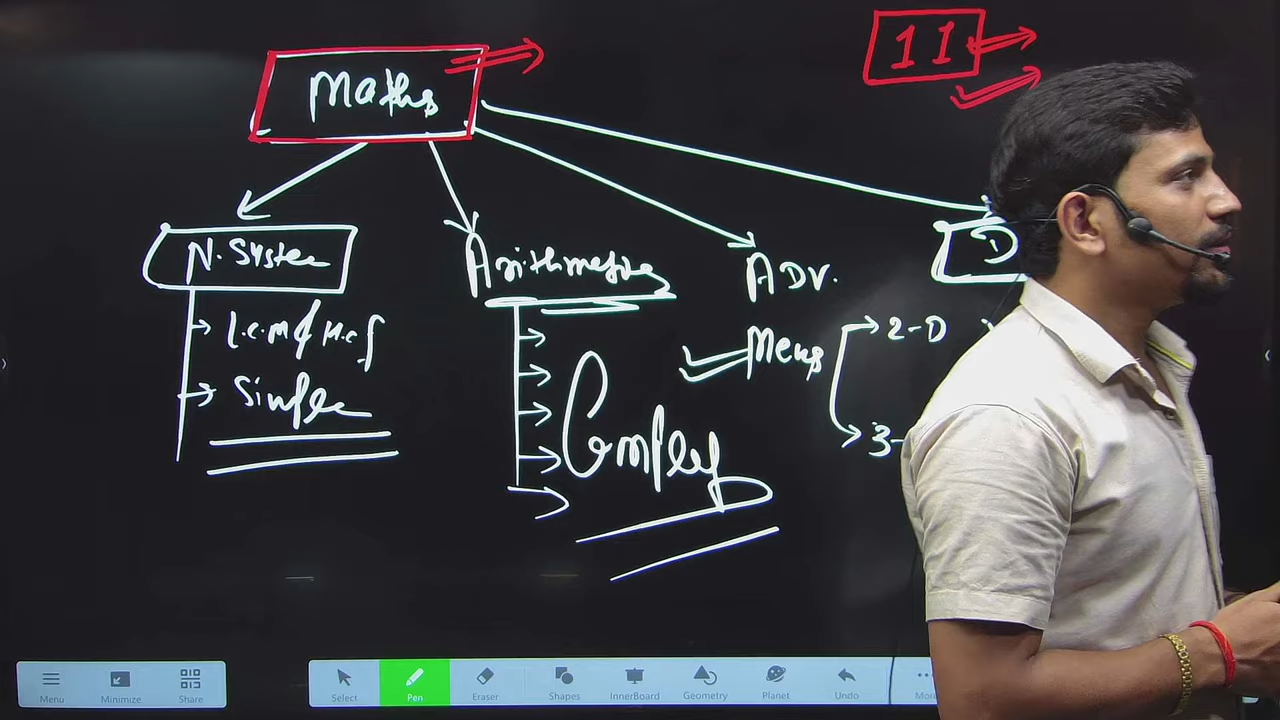 Maths
11
N. System
L.C.M & H.C.F
Simplee
Arithmetic
Complex
ADV.
Mens
2-D
3-
D
Menu
Minimize
Share
Select
Pen
Eraser
Shapes
InnerBoard
Geometry
Planet
Undo